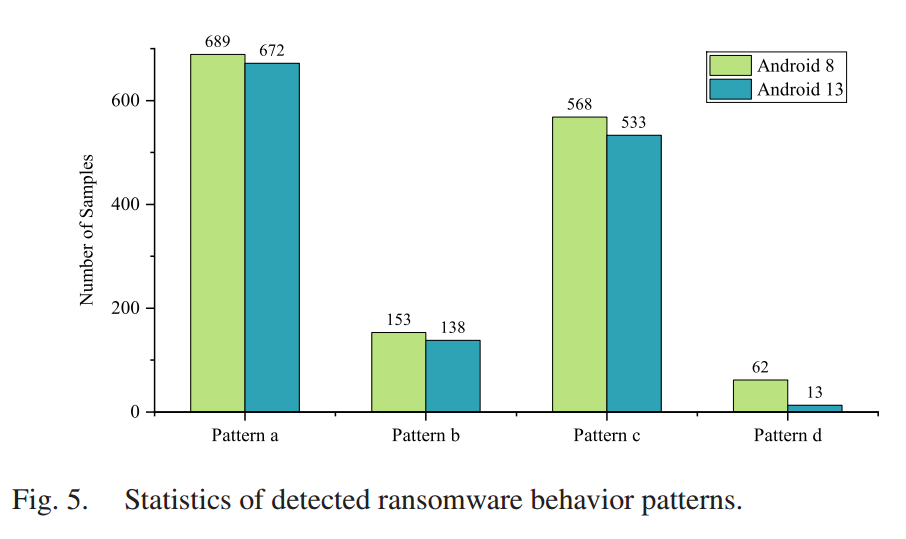 689
672
568
533
153
138
62
13
Android 8
Android 13
Number of Samples
600
400
200
0
Pattern a
Pattern b
Pattern c
Pattern d
Fig. 5. Statistics of detected ransomware behavior patterns.